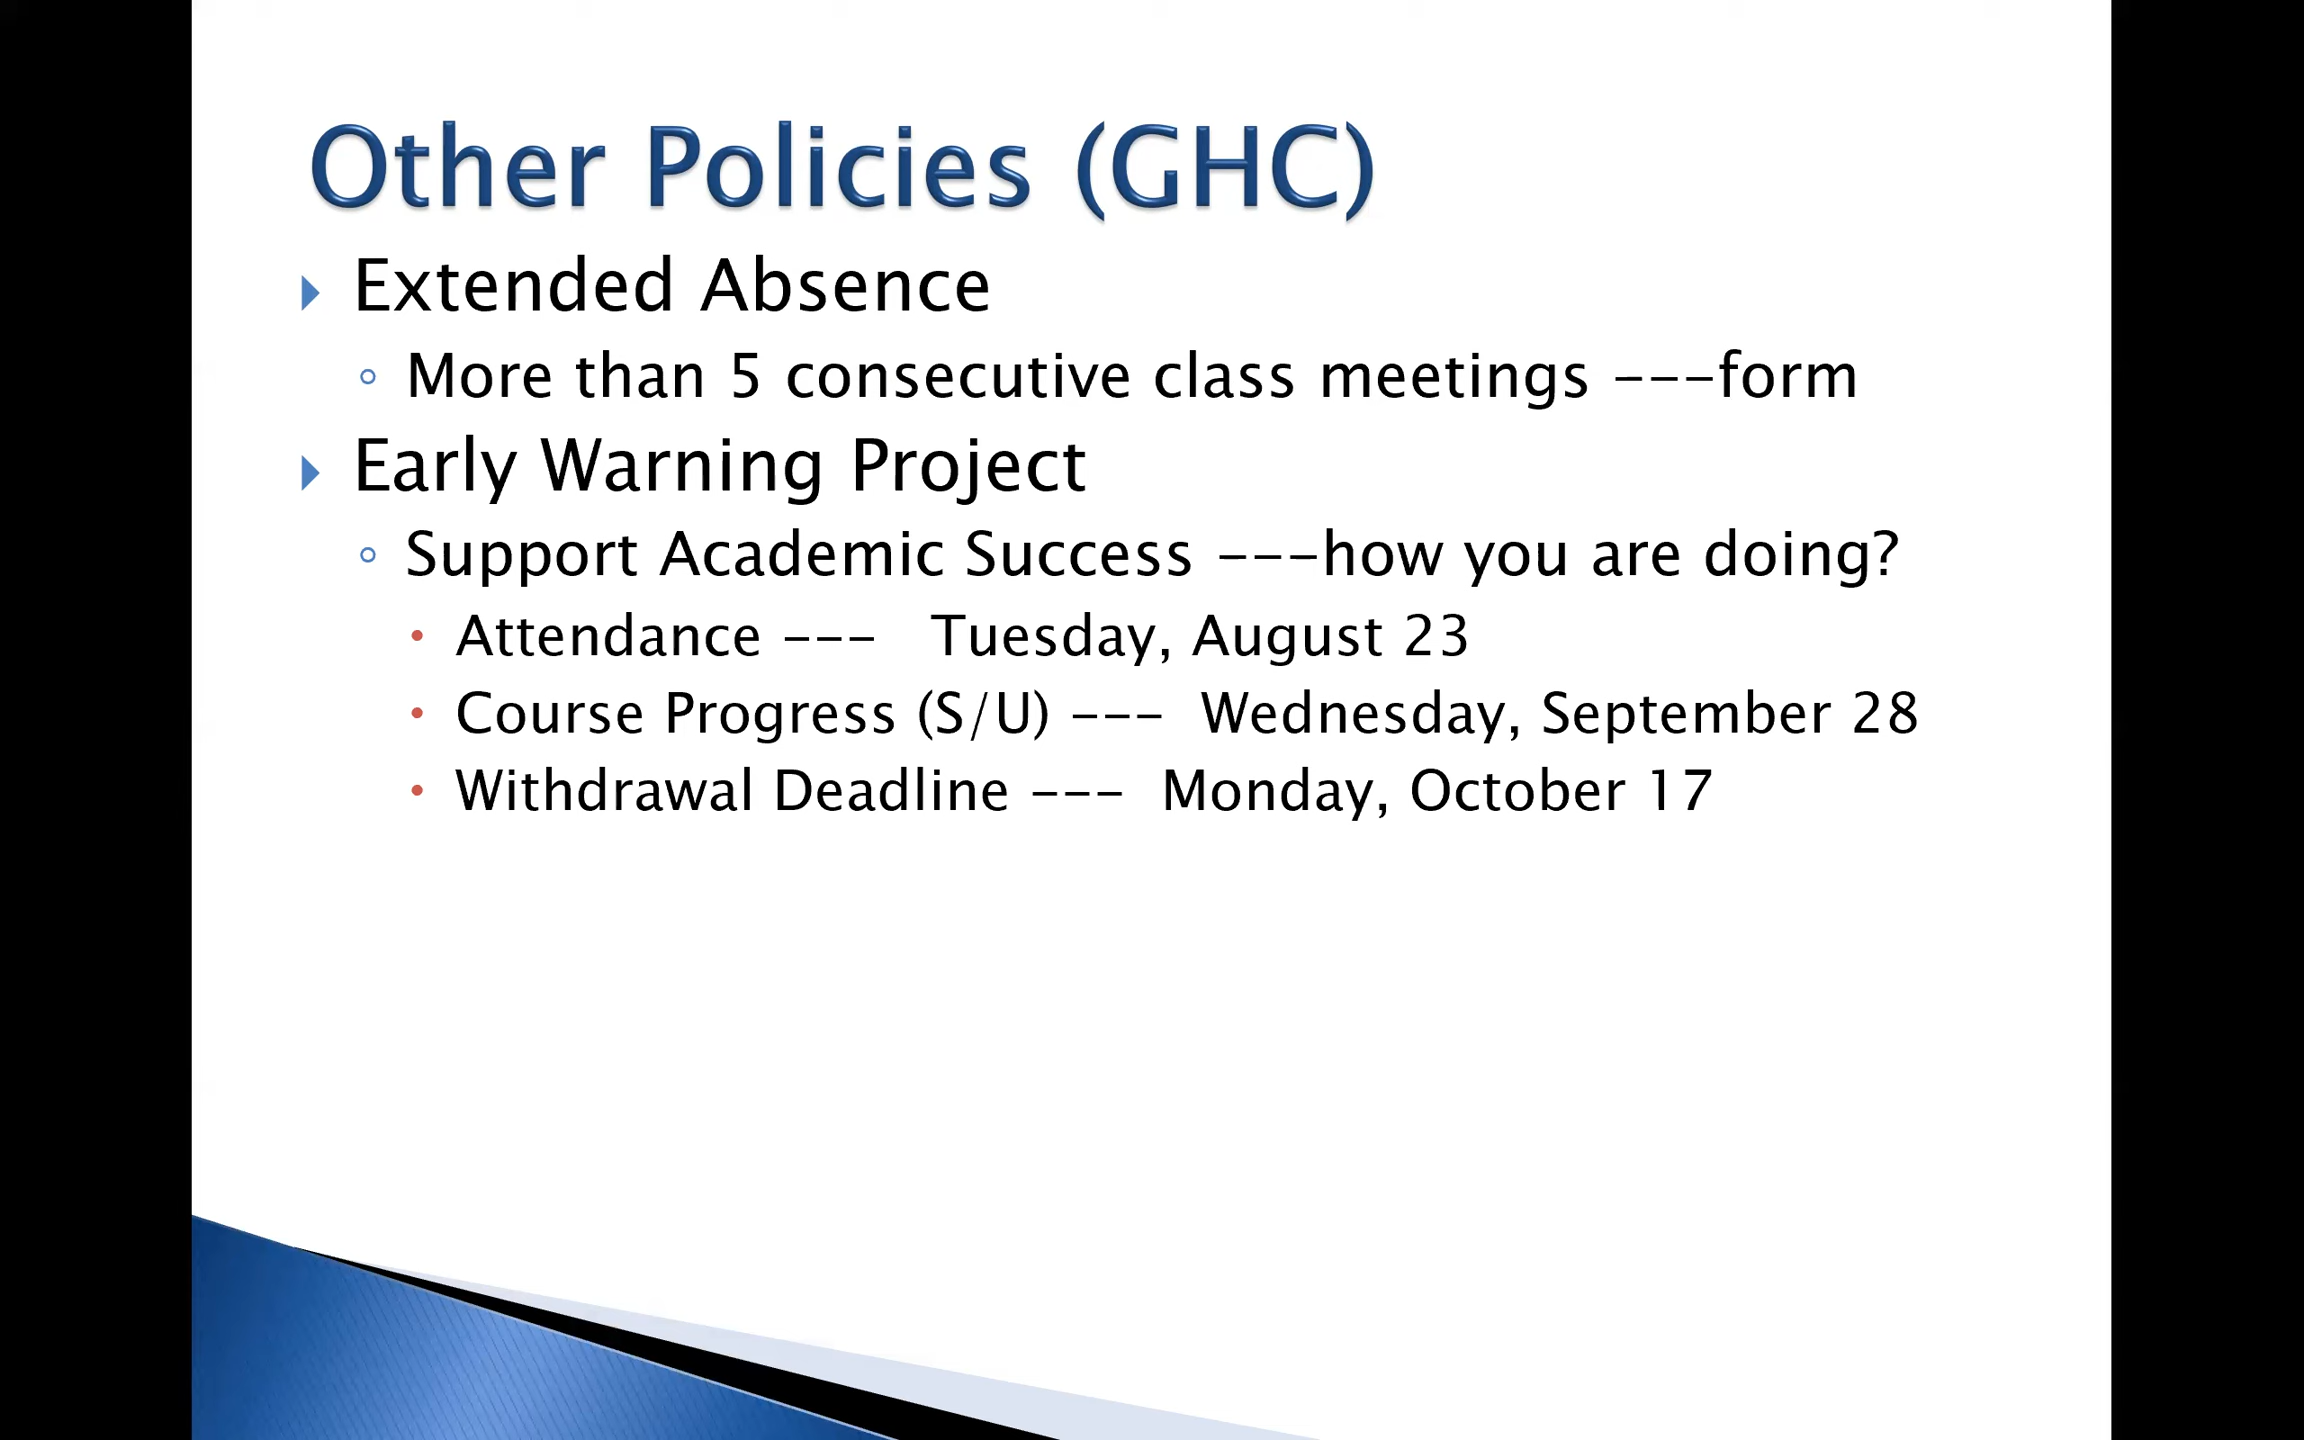 Other Policies (GHC)
Extended Absence
More than 5 consecutive class meetings ---form
Early Warning Project
Support Academic Success ---how you are doing?
Attendance --- Tuesday, August 23
Course Progress (S/U) --- Wednesday, September 28
Withdrawal Deadline --- Monday, October 17